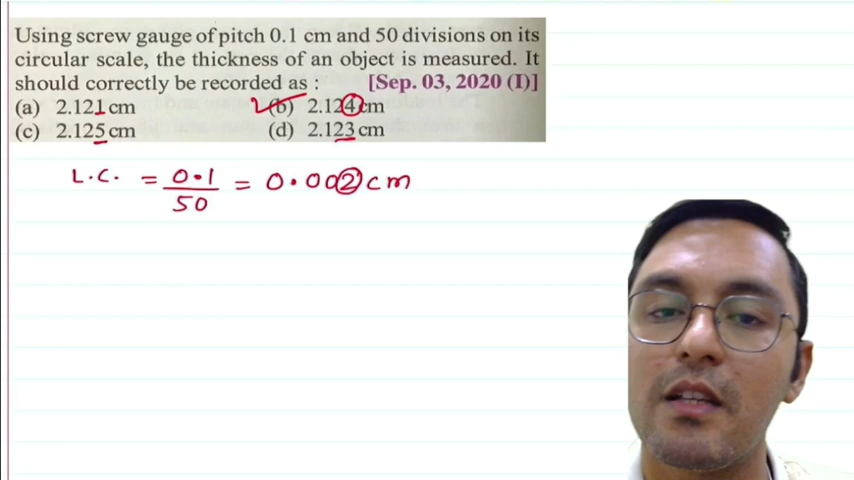 Using screw gauge of pitch 0.1 cm and 50 divisions on its
circular scale, the thickness of an object is measured. It
should correctly be recorded as : [Sep. 03, 2020 (I)]
(a) 2.121 cm (b) 2.124 cm
(c) 2.125 cm (d) 2.123 cm
L.C. = 0.1/50 = 0.002 cm